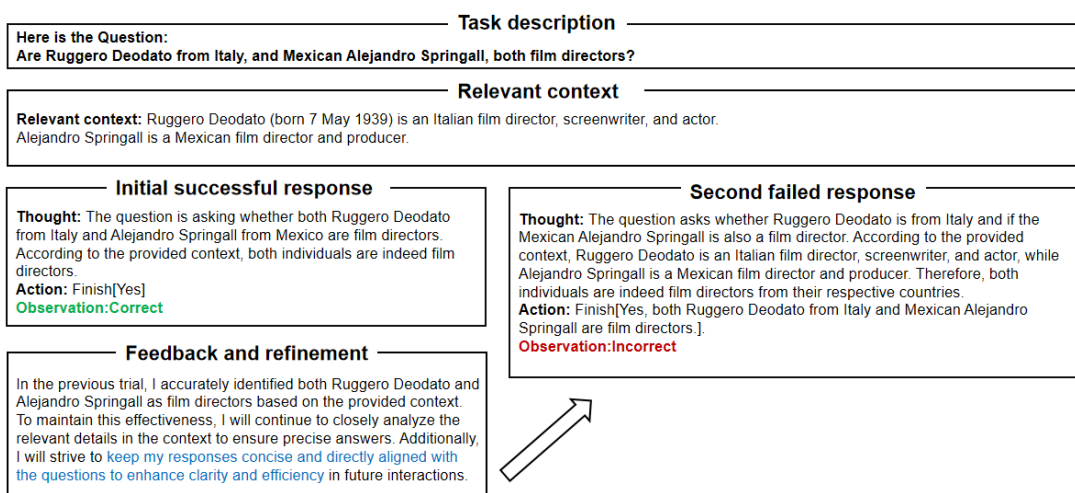 Task description
Here is the Question:
Are Ruggero Deodato from Italy, and Mexican Alejandro Springall, both film directors?
Relevant context
Relevant context: Ruggero Deodato (born 7 May 1939) is an Italian film director, screenwriter, and actor.
Alejandro Springall is a Mexican film director and producer.
Initial successful response
Thought: The question is asking whether both Ruggero Deodato
from Italy and Alejandro Springall from Mexico are film directors.
According to the provided context, both individuals are indeed film
directors.
Action: Finish[Yes]
Observation:Correct
Feedback and refinement
In the previous trial, I accurately identified both Ruggero Deodato and
Alejandro Springall as film directors based on the provided context.
To maintain this effectiveness, I will continue to closely analyze the
relevant details in the context to ensure precise answers. Additionally,
I will strive to keep my responses concise and directly aligned with
the questions to enhance clarity and efficiency in future interactions.
Second failed response
Thought: The question asks whether Ruggero Deodato is from Italy and if the
Mexican Alejandro Springall is also a film director. According to the provided
context, Ruggero Deodato is an Italian film director, screenwriter, and actor, while
Alejandro Springall is a Mexican film director and producer. Therefore, both
individuals are indeed film directors from their respective countries.
Action: Finish[Yes, both Ruggero Deodato from Italy and Mexican Alejandro
Springall are film directors.].
Observation:Incorrect